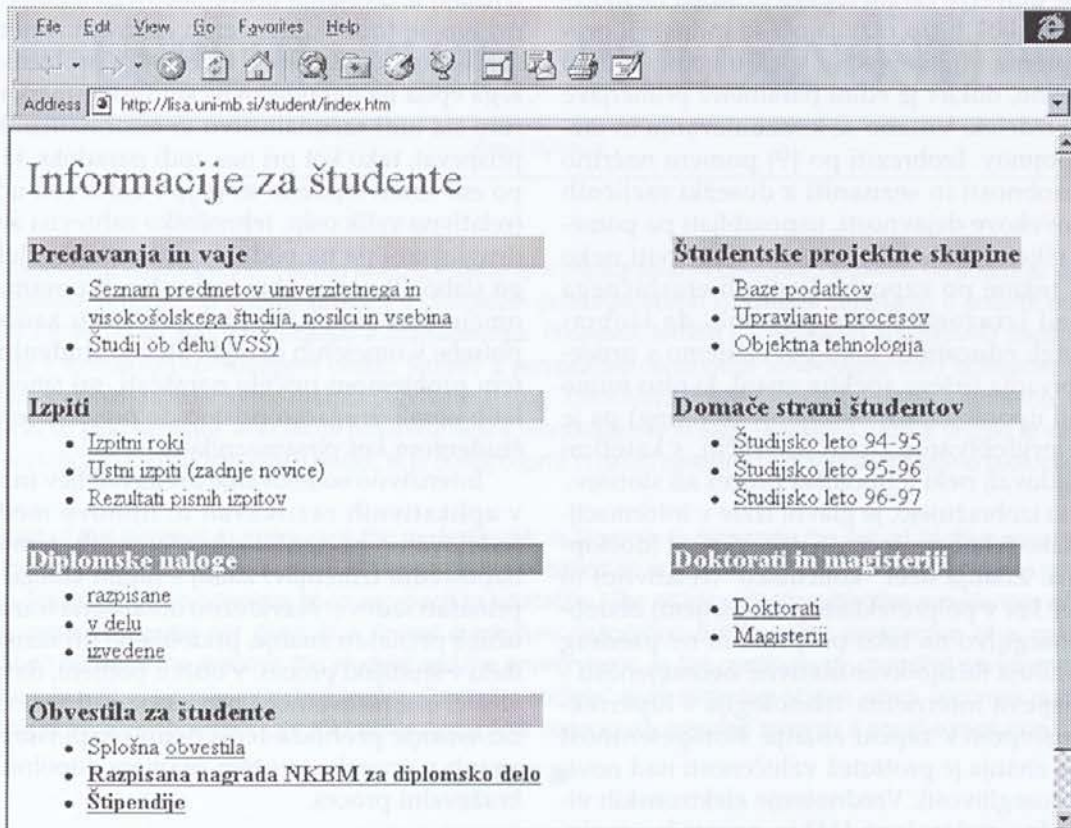 File Edit View Go Favorites Help
Address http://lisa.uni-mb.si/student/index.htm
Informacije za študente
Predavanja in vaje
Seznam predmetov univerzitetnega in
visokošolskega študija, nosilci in vsebina
Študij ob delu (VSŠ)
Izpiti
Izpitni roki
Ustni izpiti (zadnje novice)
Rezultati pisnih izpitov
Diplomske naloge
razpisane
v delu
izvedene
Obvestila za študente
Splošna obvestila
Razpisana nagrada NKBM za diplomsko delo
Štipendije
Študentske projektne skupine
Baze podatkov
Upravljanje procesov
Objektna tehnologija
Domače strani študentov
Študijsko leto 94-95
Študijsko leto 95-96
Študijsko leto 96-97
Doktorati in magisteriji
Doktorati
Magisteriji